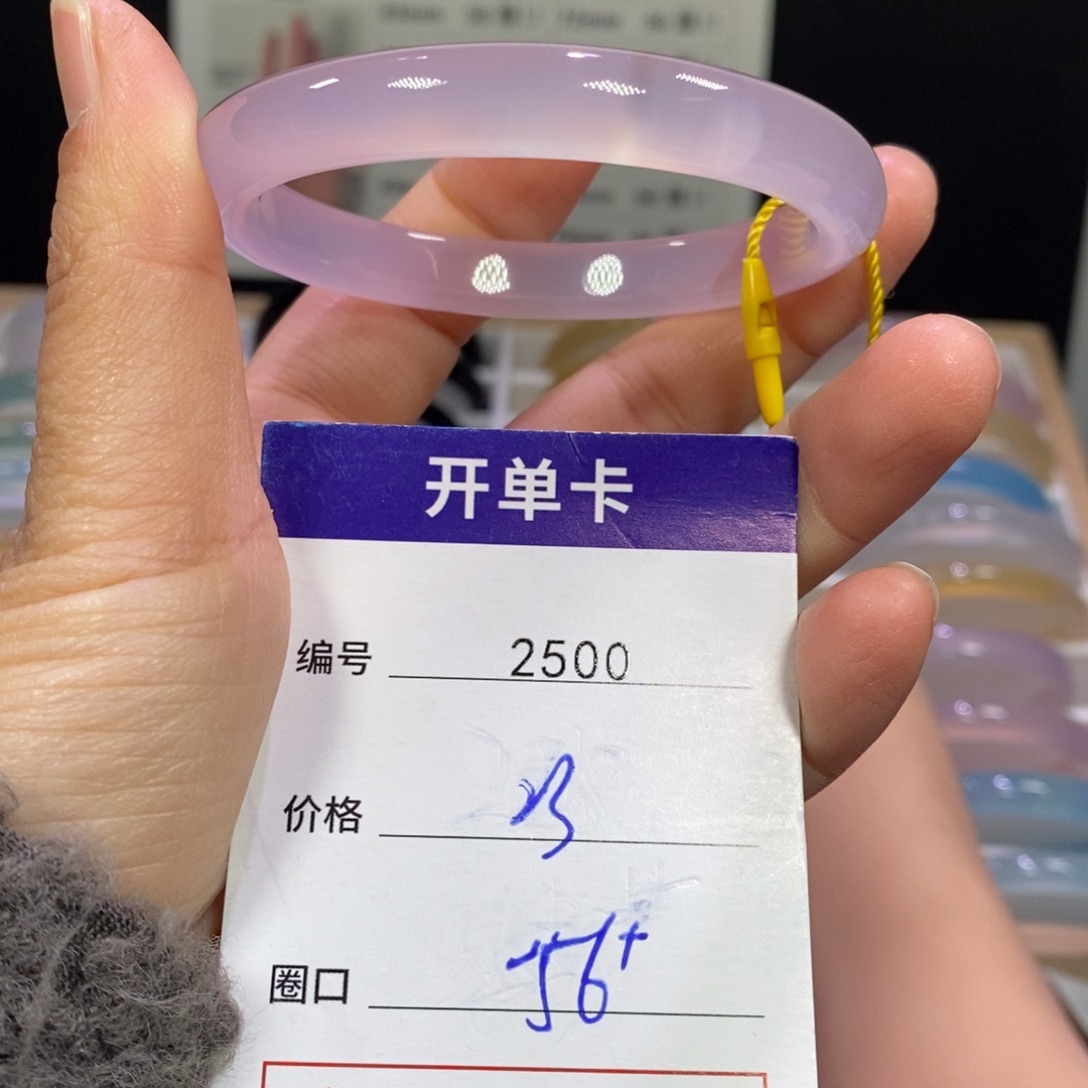 开单卡
编号 2500
价格
圈口 56+